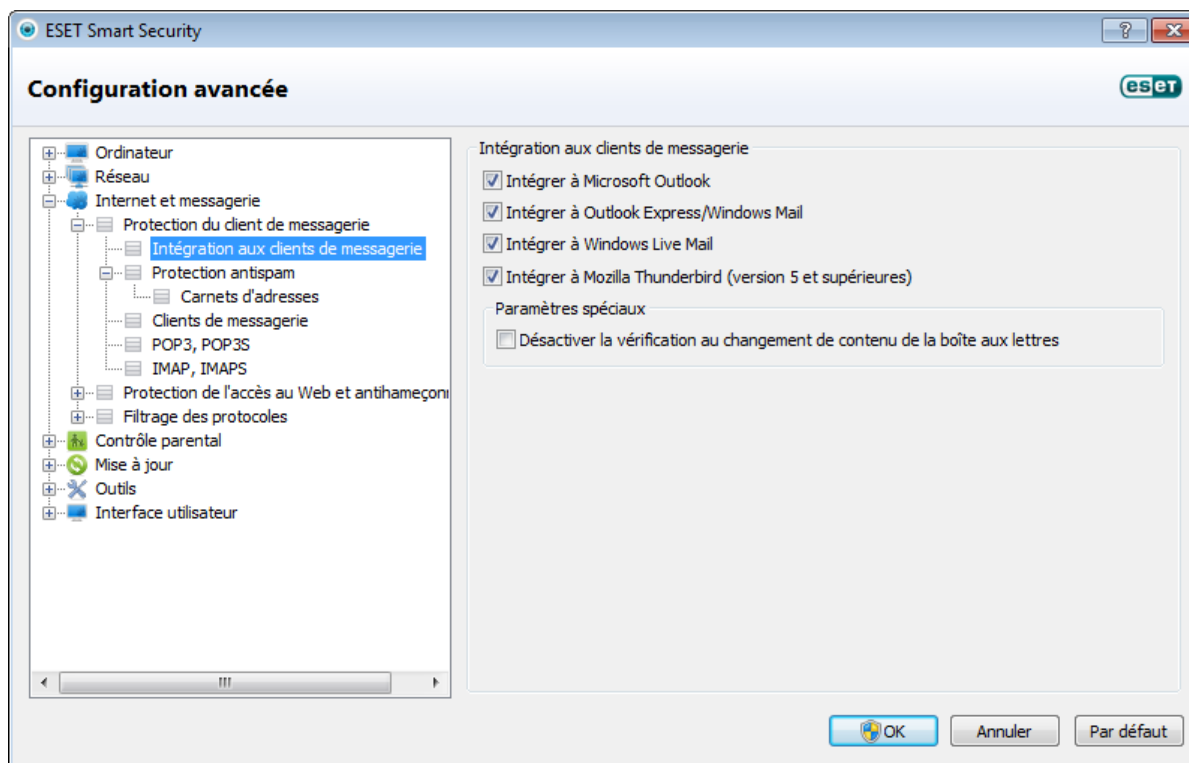 ESET Smart Security
Configuration avancée
eset
Ordinateur
Réseau
Internet et messagerie
Protection du client de messagerie
Intégration aux clients de messagerie
Protection antispam
Carnets d'adresses
Clients de messagerie
POP3, POP3S
IMAP, IMAPS
Protection de l'accès au Web et antihameçonn
Filtrage des protocoles
Contrôle parental
Mise à jour
Outils
Interface utilisateur
Intégration aux clients de messagerie
Intégrer à Microsoft Outlook
Intégrer à Outlook Express/Windows Mail
Intégrer à Windows Live Mail
Intégrer à Mozilla Thunderbird (version 5 et supérieures)
Paramètres spéciaux
Désactiver la vérification au changement de contenu de la boîte aux lettres
OK
Annuler
Par défaut